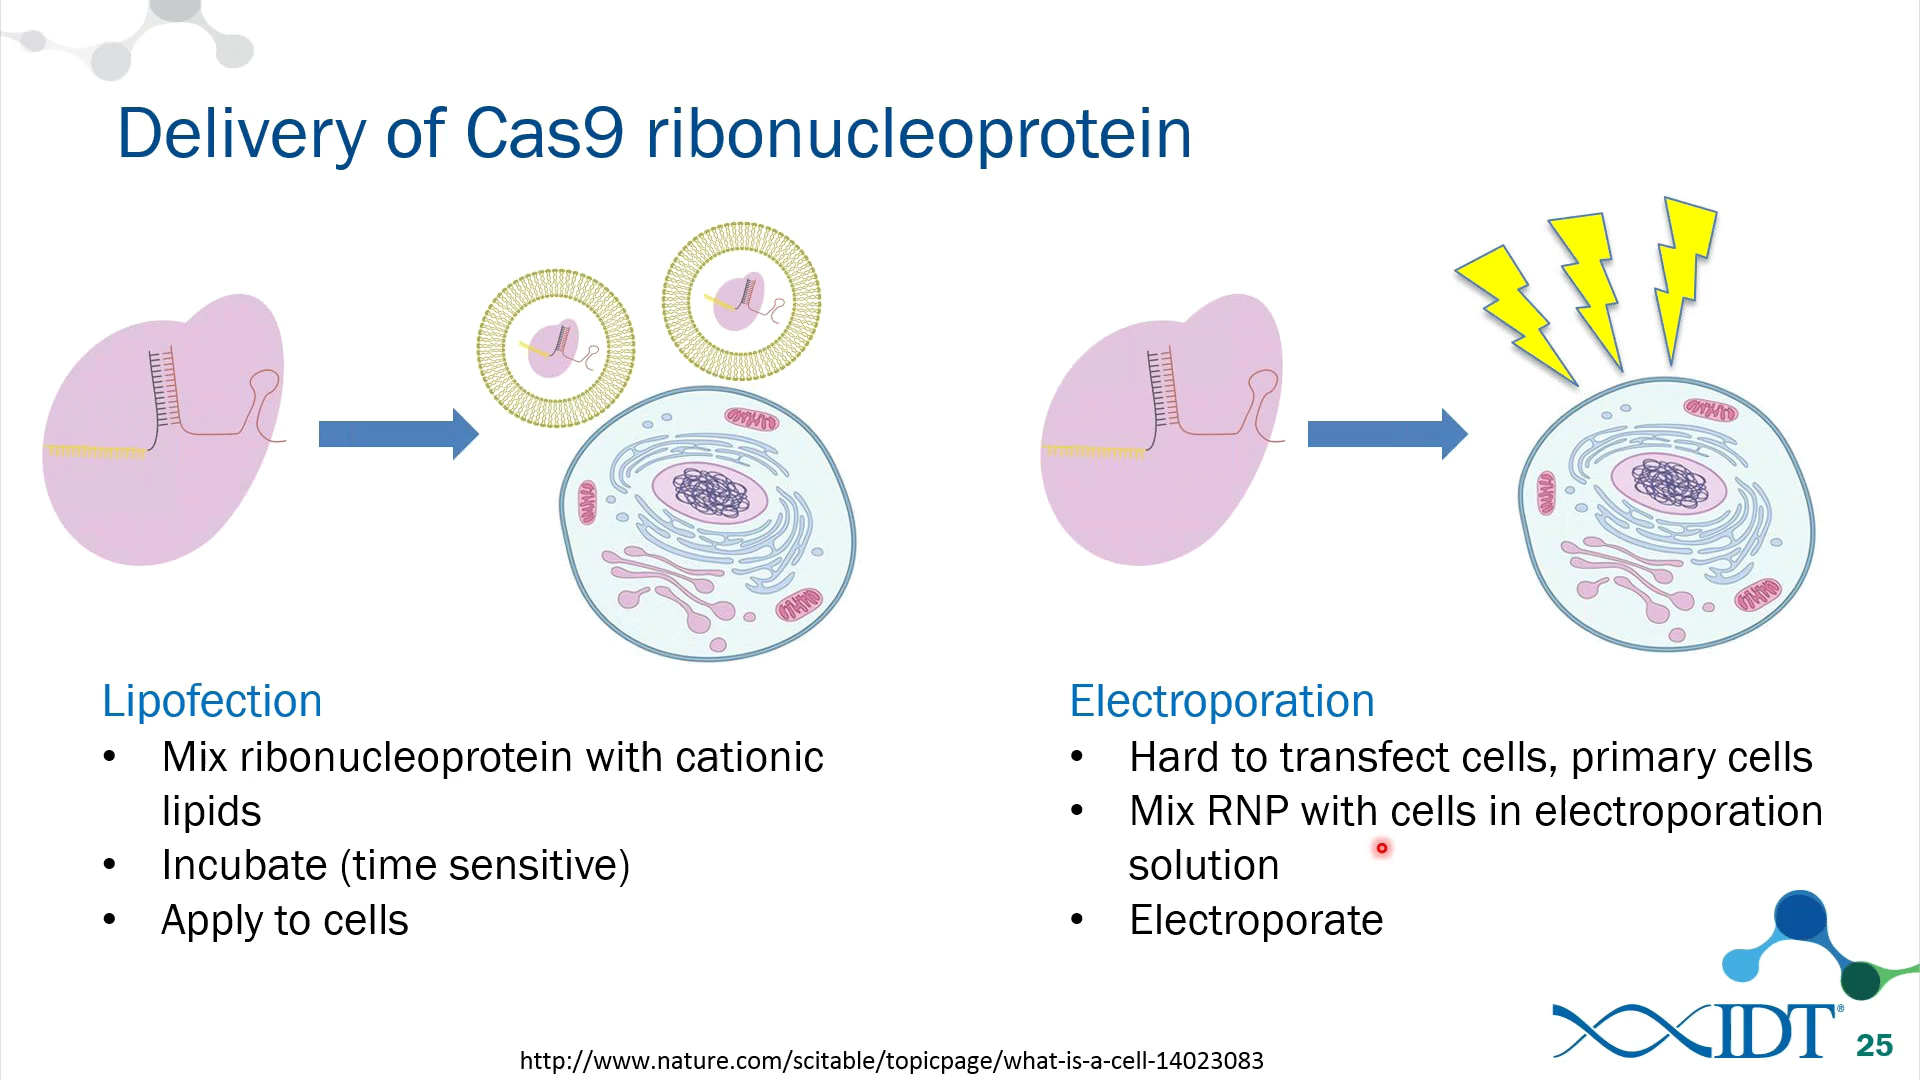 Delivery of Cas9 ribonucleoprotein
Lipofection
• Mix ribonucleoprotein with cationic
lipids
• Incubate (time sensitive)
• Apply to cells
Electroporation
• Hard to transfect cells, primary cells
• Mix RNP with cells in electroporation
solution
• Electroporate
IDT®
25
http://www.nature.com/scitable/topicpage/what-is-a-cell-14023083